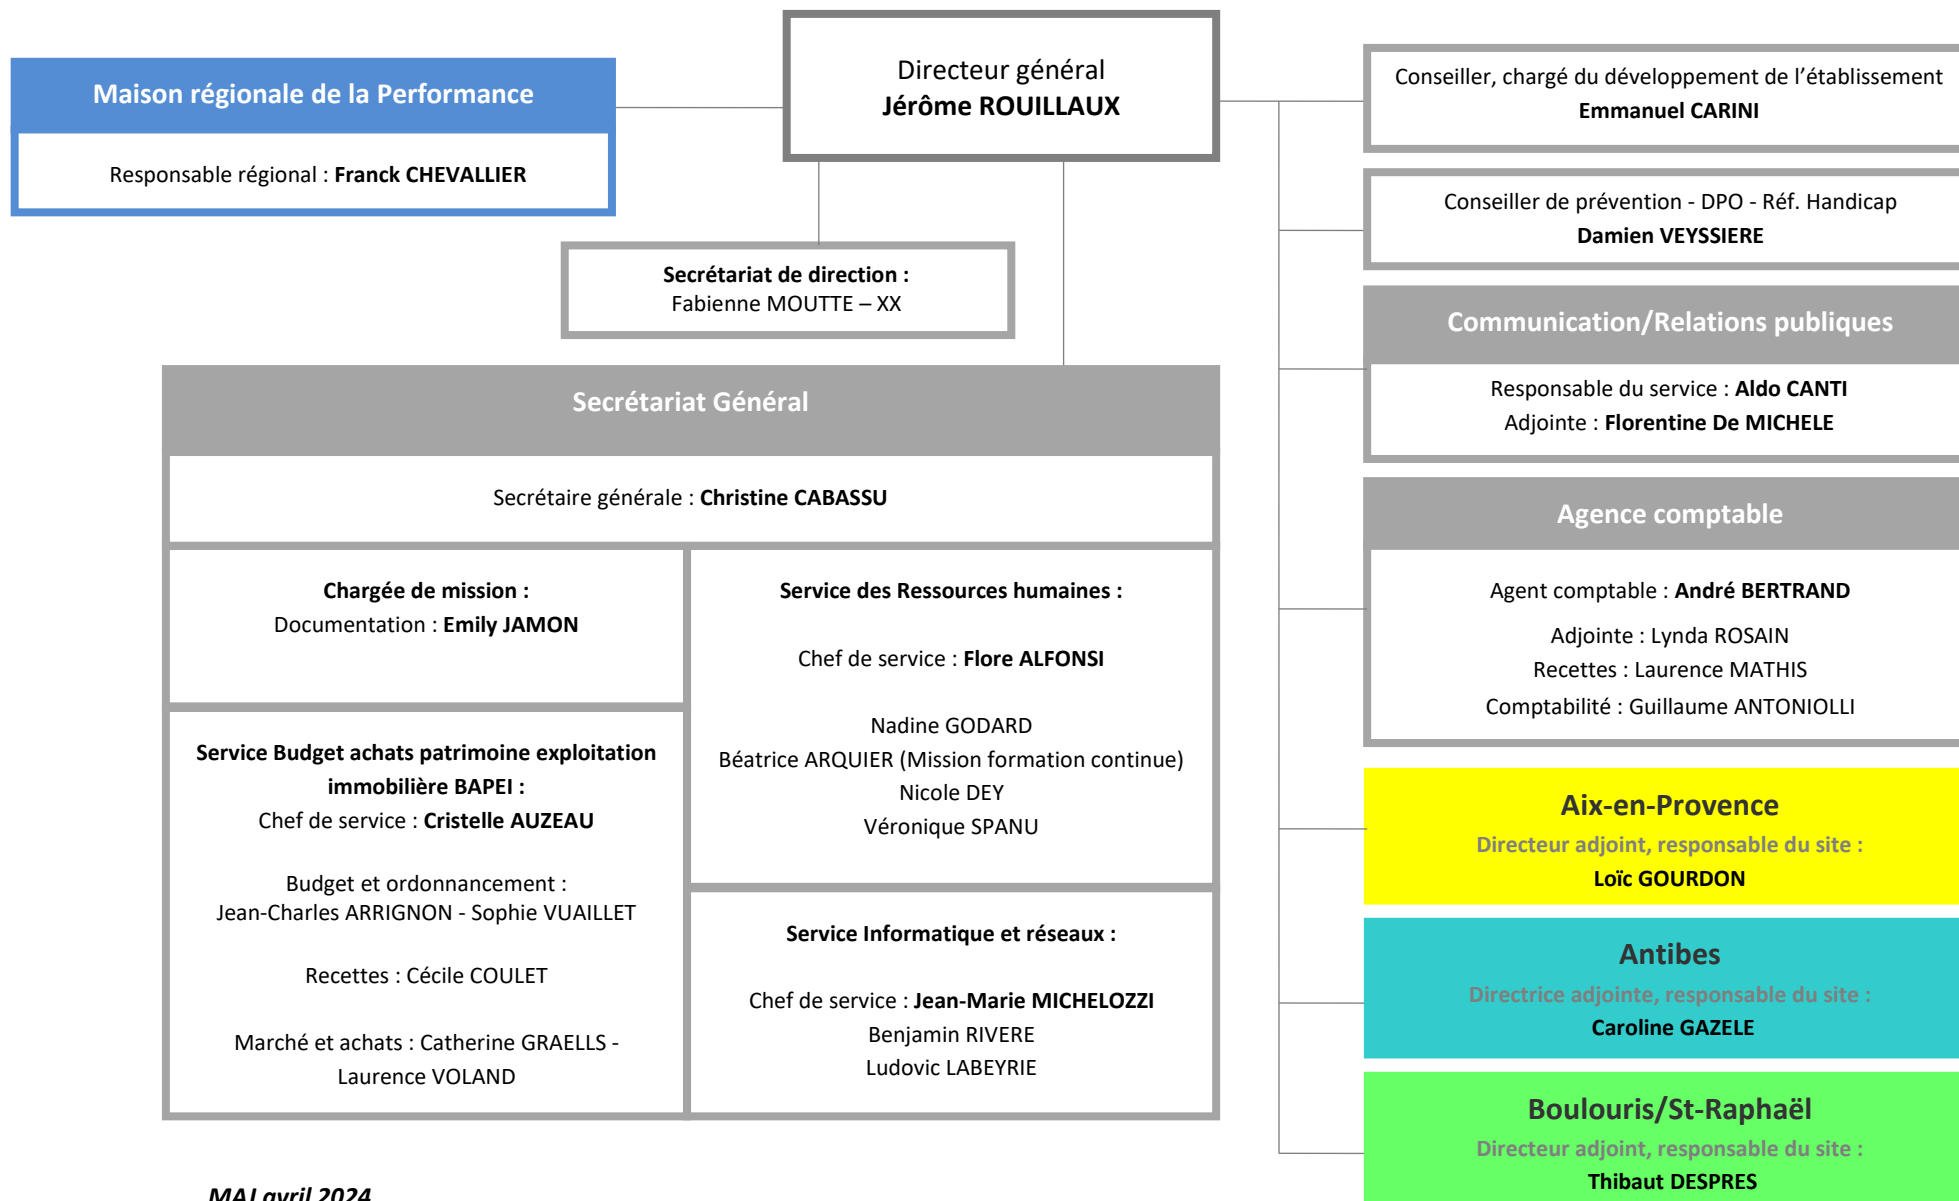 Directeur général
Jérôme ROUILLAUX
Maison régionale de la Performance
Responsable régional : Franck CHEVALLIER
Secrétariat de direction :
Fabienne MOUTTE – XX
Secrétariat Général
Secrétaire générale : Christine CABASSU
Chargée de mission :
Documentation : Emily JAMON
Service Budget achats patrimoine exploitation
immobilière BAPEI :
Chef de service : Cristelle AUZEAU
Budget et ordonnancement :
Jean-Charles ARRIGNON - Sophie VUAILLET
Recettes : Cécile COULET
Marché et achats : Catherine GRAELLS -
Laurence VOLAND
Service des Ressources humaines :
Chef de service : Flore ALFONSI
Nadine GODARD
Béatrice ARQUIER (Mission formation continue)
Nicole DEY
Véronique SPANU
Service Informatique et réseaux :
Chef de service : Jean-Marie MICHELOZZI
Benjamin RIVERE
Ludovic LABEYRIE
Conseiller, chargé du développement de l’établissement
Emmanuel CARINI
Conseiller de prévention - DPO - Réf. Handicap
Damien VEYSSIERE
Communication/Relations publiques
Responsable du service : Aldo CANTI
Adjointe : Florentine De MICHELE
Agence comptable
Agent comptable : André BERTRAND
Adjointe : Lynda ROSAIN
Recettes : Laurence MATHIS
Comptabilité : Guillaume ANTONIOLLI
Aix-en-Provence
Directeur adjoint, responsable du site :
Loïc GOURDON
Antibes
Directrice adjointe, responsable du site :
Caroline GAZELE
Boulouris/St-Raphaël
Directeur adjoint, responsable du site :
Thibaut DESPRES
MAJ avril 2024